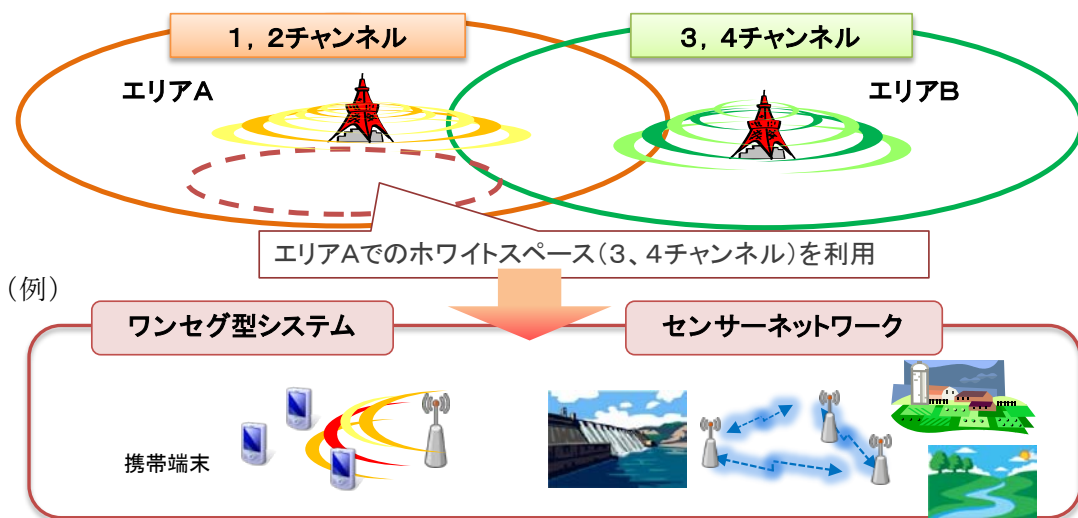 1，2チャンネル
3，4チャンネル
エリアA
エリアB
エリアAでのホワイトスペース（3、4チャンネル）を利用
（例）
ワンセグ型システム
センサーネットワーク
携帯端末